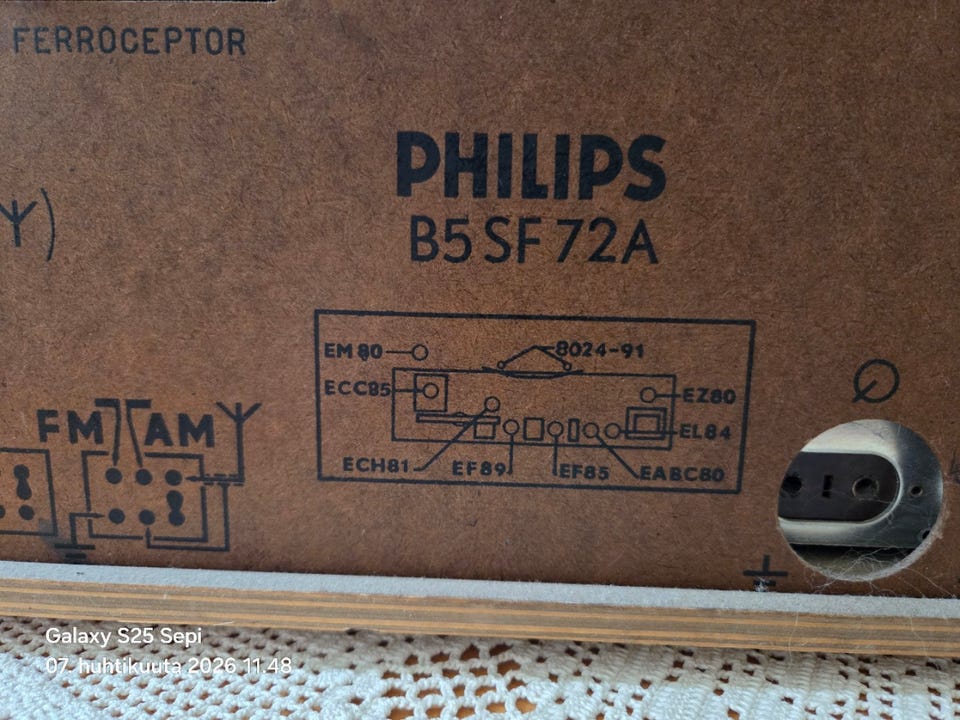 FERROCEPTOR
PHILIPS
B5 SF 72A
EM 80
8024-91
ECC85
EZ80
EL84
ECH81
EF89
EF85
EABC80
FM
AM
Galaxy S25 Sepi
07. huhtikuuta 2026 11.48